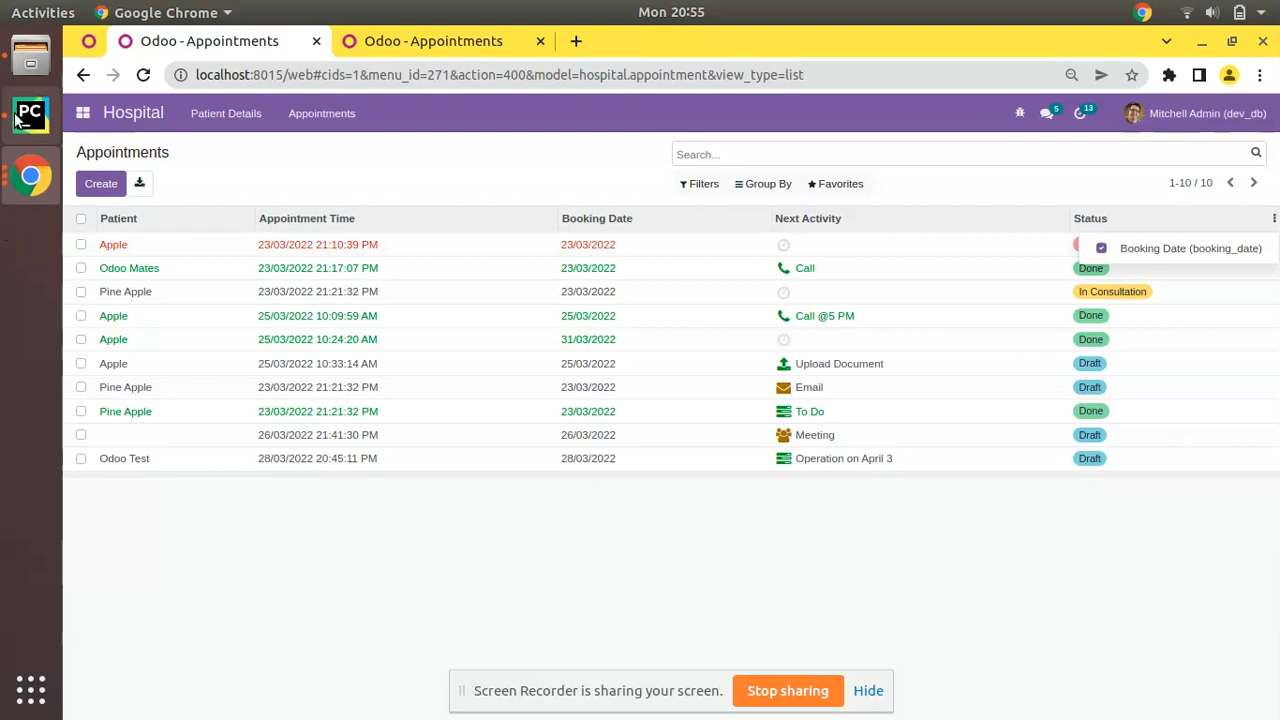 Activities
Google Chrome
Mon 20:55
Odoo - Appointments
Odoo - Appointments
localhost:8015/web#cids=1&menu_id=271&action=400&model=hospital.appointment&view_type=list
Hospital
Patient Details
Appointments
5
13
Mitchell Admin (dev_db)
Appointments
Search...
Create
Filters
Group By
Favorites
1-10 / 10
Patient Appointment Time Booking Date Next Activity Status
Apple 23/03/2022 21:10:39 PM 23/03/2022
Booking Date (booking_date)
Odoo Mates 23/03/2022 21:17:07 PM 23/03/2022 Call Done
Pine Apple 23/03/2022 21:21:32 PM 23/03/2022 In Consultation
Apple 25/03/2022 10:09:59 AM 25/03/2022 Call @5 PM Done
Apple 25/03/2022 10:24:20 AM 31/03/2022 Done
Apple 25/03/2022 10:33:14 AM 25/03/2022 Upload Document Draft
Pine Apple 23/03/2022 21:21:32 PM 23/03/2022 Email Draft
Pine Apple 23/03/2022 21:21:32 PM 23/03/2022 To Do Done
26/03/2022 21:41:30 PM 26/03/2022 Meeting Draft
Odoo Test 28/03/2022 20:45:11 PM 28/03/2022 Operation on April 3 Draft
Screen Recorder is sharing your screen.
Stop sharing
Hide
PC